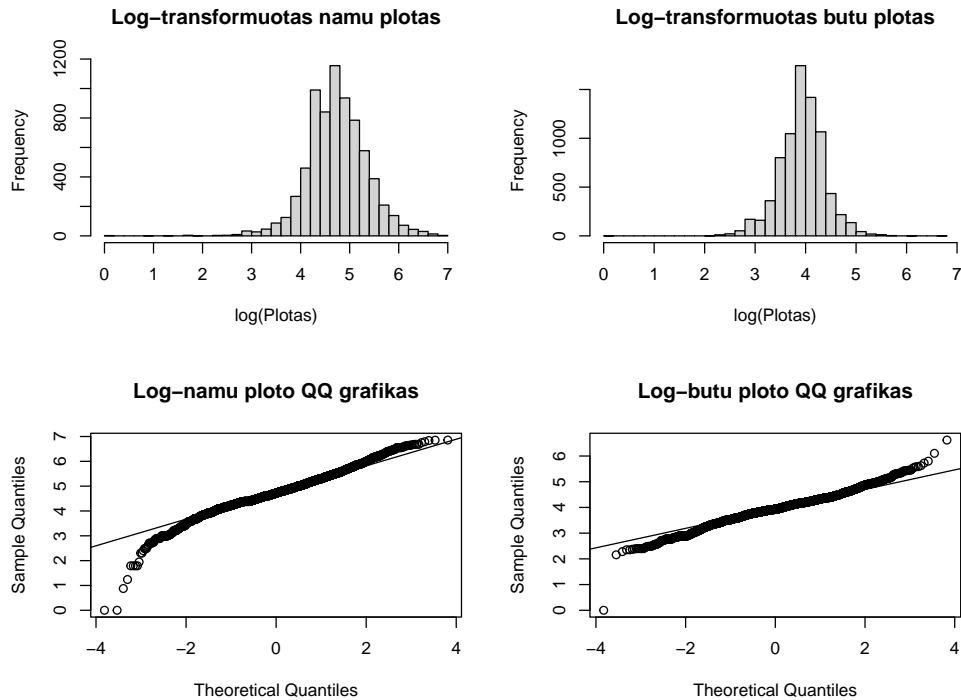 Log−transformuotas namu plotas
Frequency
0 400 800 1200
0 1 2 3 4 5 6 7
log(Plotas)
Log−transformuotas butu plotas
Frequency
0 500 1000
0 1 2 3 4 5 6 7
log(Plotas)
Log−namu ploto QQ grafikas
Sample Quantiles
0 1 2 3 4 5 6 7
−4 −2 0 2 4
Theoretical Quantiles
Log−butu ploto QQ grafikas
Sample Quantiles
0 1 2 3 4 5 6
−4 −2 0 2 4
Theoretical Quantiles